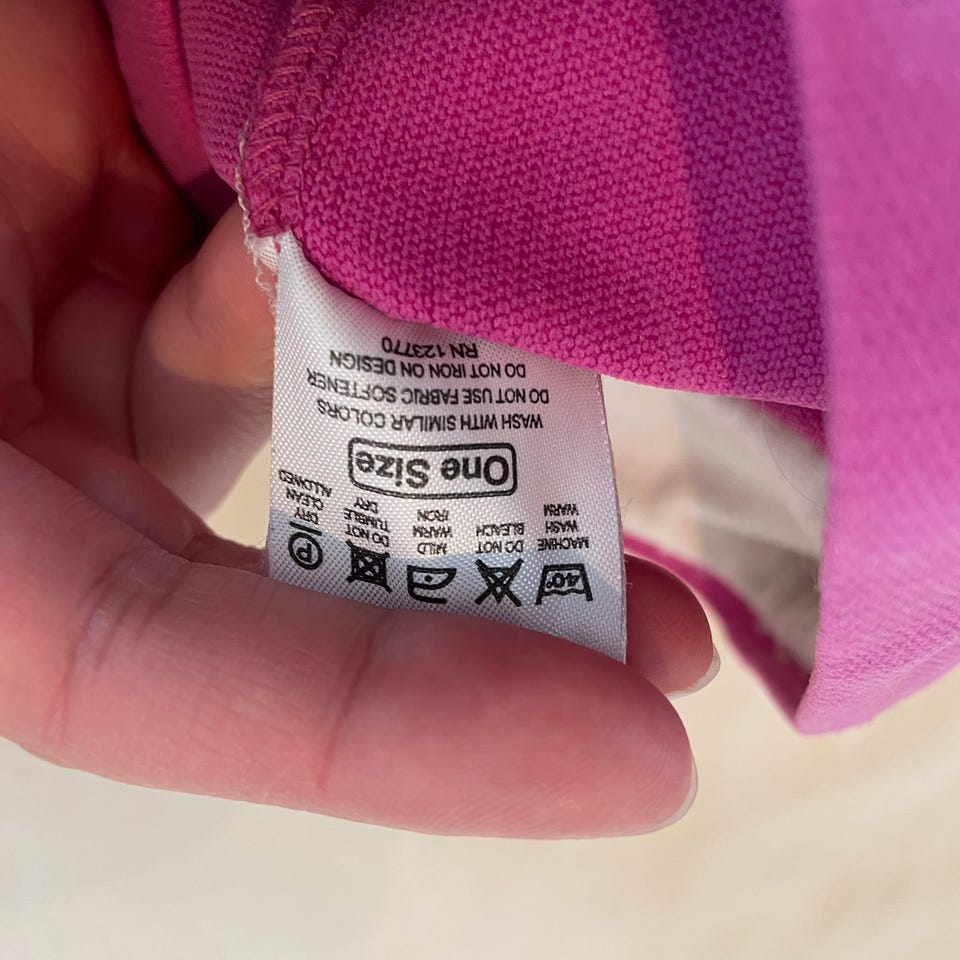 40°
P
MACHINE WASH WARM
DO NOT BLEACH
MILD WARM IRON
DO NOT TUMBLE DRY
DRY CLEAN ALLOWED
One Size
WASH WITH SIMILAR COLORS
DO NOT USE FABRIC SOFTENER
DO NOT IRON ON DESIGN
RN 123770